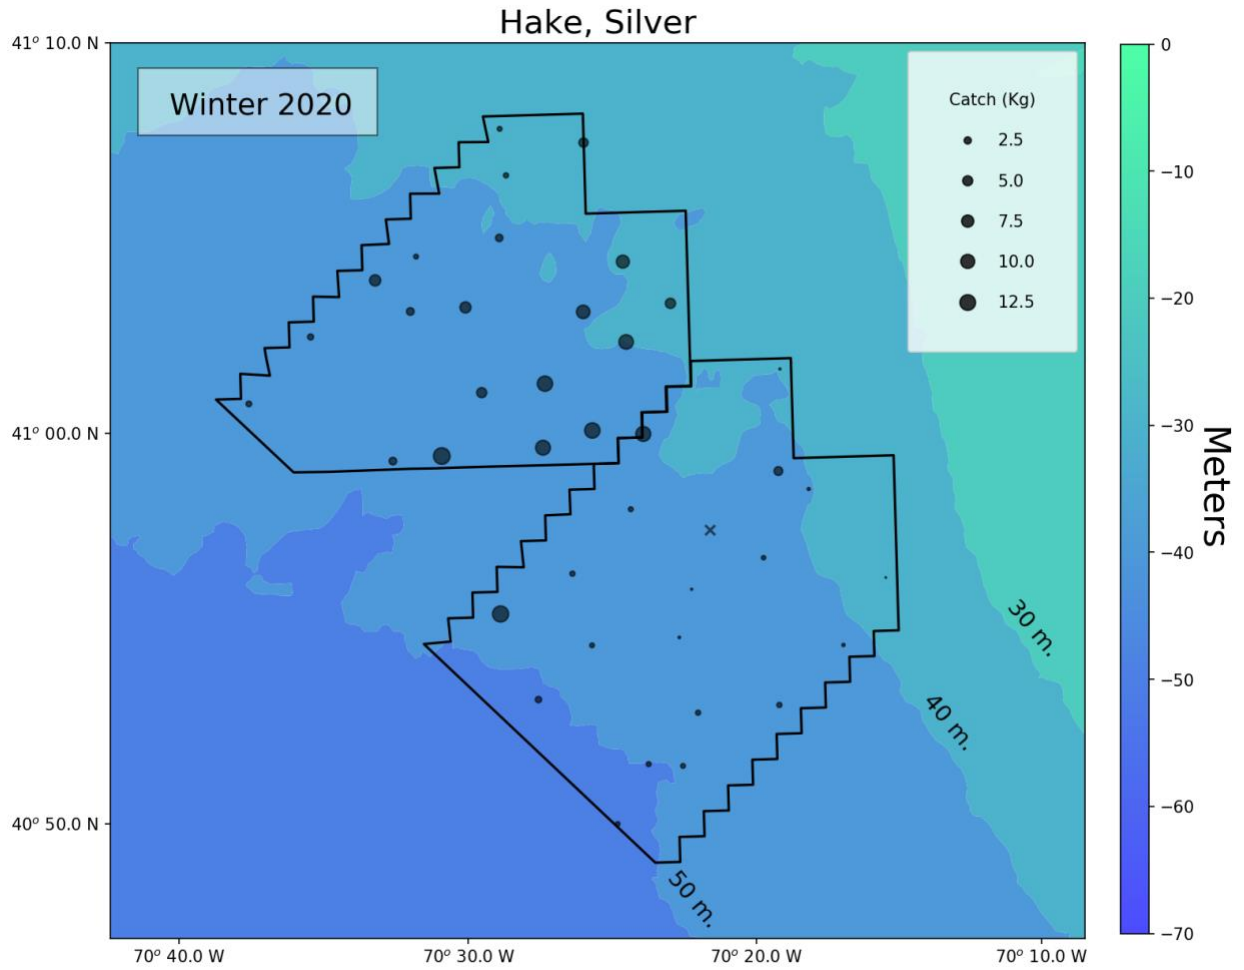 Hake, Silver
41° 10.0 N
41° 00.0 N
40° 50.0 N
Winter 2020
Catch (Kg)
2.5
5.0
7.5
10.0
12.5
30 m.
40 m.
50 m.
70° 40.0 W
70° 30.0 W
70° 20.0 W
70° 10.0 W
0
−10
−20
−30
−40
−50
−60
−70
Meters